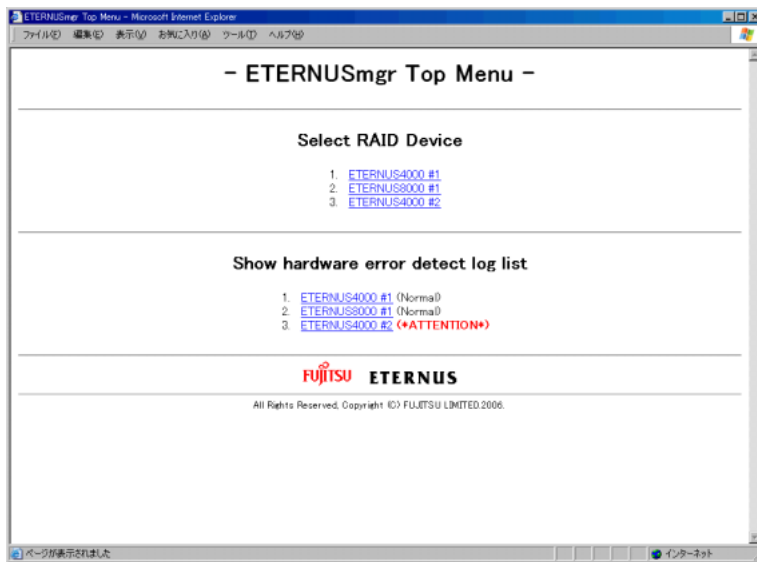 ETERNUSmgr Top Menu - Microsoft Internet Explorer
ファイル(F) 編集(E) 表示(V) お気に入り(A) ツール(T) ヘルプ(H)
- ETERNUSmgr Top Menu -
Select RAID Device
1. ETERNUS4000 #1
2. ETERNUS8000 #1
3. ETERNUS4000 #2
Show hardware error detect log list
1. ETERNUS4000 #1 (Normal)
2. ETERNUS8000 #1 (Normal)
3. ETERNUS4000 #2 (*ATTENTION*)
FUJITSU ETERNUS
All Rights Reserved, Copyright (C) FUJITSU LIMITED.2006.
ページが表示されました インターネット